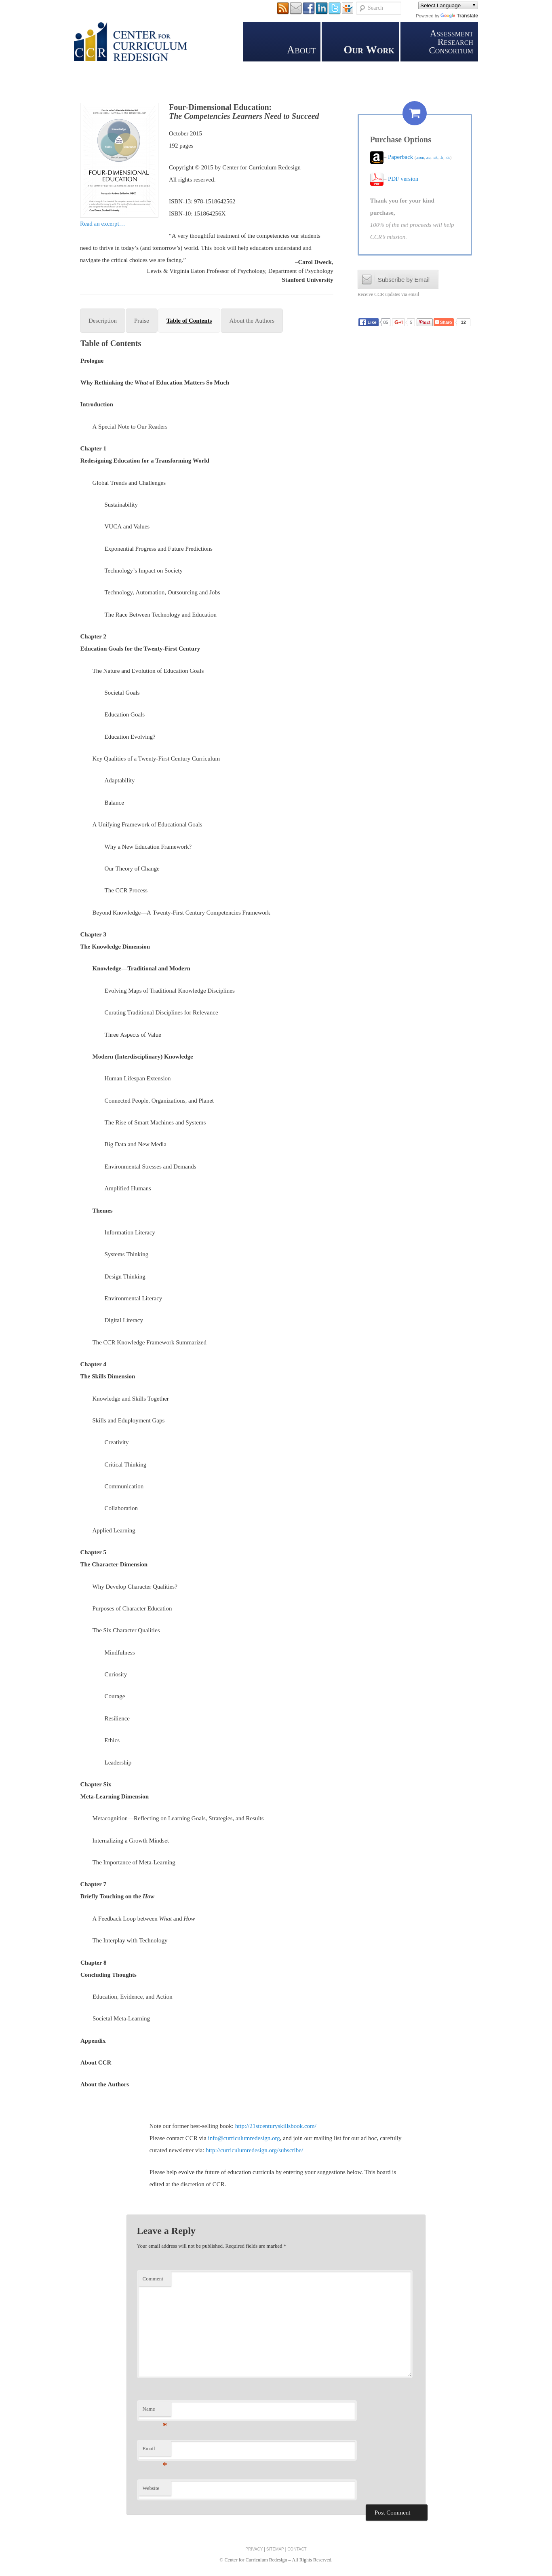 Search
Select Language
Powered by Google Translate
CENTER FOR
CURRICULUM
REDESIGN
About
Our Work
Assessment
Research
Consortium
Four-Dimensional Education:
The Competencies Learners Need to Succeed
October 2015
192 pages
Copyright © 2015 by Center for Curriculum Redesign
All rights reserved.
ISBN-13: 978-1518642562
ISBN-10: 151864256X
FOUR-DIMENSIONAL
EDUCATION
Read an excerpt…
“A very thoughtful treatment of the competencies our students
need to thrive in today’s (and tomorrow’s) world. This book will help educators understand and
navigate the critical choices we are facing.”
–Carol Dweck,
Lewis & Virginia Eaton Professor of Psychology, Department of Psychology
Stanford University
Purchase Options
Paperback
PDF version
Thank you for your kind
purchase,
100% of the net proceeds will help
CCR's mission.
Subscribe by Email
Receive CCR updates via email
Like
G+1
Pin it
Share
12
Description
Praise
Table of Contents
About the Authors
Table of Contents
Prologue
Why Rethinking the What of Education Matters So Much
Introduction
A Special Note to Our Readers
Chapter 1
Redesigning Education for a Transforming World
Global Trends and Challenges
Sustainability
VUCA and Values
Exponential Progress and Future Predictions
Technology’s Impact on Society
Technology, Automation, Outsourcing and Jobs
The Race Between Technology and Education
Chapter 2
Education Goals for the Twenty-First Century
The Nature and Evolution of Education Goals
Societal Goals
Education Goals
Education Evolving?
Key Qualities of a Twenty-First Century Curriculum
Adaptability
Balance
A Unifying Framework of Educational Goals
Why a New Education Framework?
Our Theory of Change
The CCR Process
Beyond Knowledge—A Twenty-First Century Competencies Framework
Chapter 3
The Knowledge Dimension
Knowledge—Traditional and Modern
Evolving Maps of Traditional Knowledge Disciplines
Curating Traditional Disciplines for Relevance
Three Aspects of Value
Modern (Interdisciplinary) Knowledge
Human Lifespan Extension
Connected People, Organizations, and Planet
The Rise of Smart Machines and Systems
Big Data and New Media
Environmental Stresses and Demands
Amplified Humans
Themes
Information Literacy
Systems Thinking
Design Thinking
Environmental Literacy
Digital Literacy
The CCR Knowledge Framework Summarized
Chapter 4
The Skills Dimension
Knowledge and Skills Together
Skills and Eduployment Gaps
Creativity
Critical Thinking
Communication
Collaboration
Applied Learning
Chapter 5
The Character Dimension
Why Develop Character Qualities?
Purposes of Character Education
The Six Character Qualities
Mindfulness
Curiosity
Courage
Resilience
Ethics
Leadership
Chapter Six
Meta-Learning Dimension
Metacognition—Reflecting on Learning Goals, Strategies, and Results
Internalizing a Growth Mindset
The Importance of Meta-Learning
Chapter 7
Briefly Touching on the How
A Feedback Loop between What and How
The Interplay with Technology
Chapter 8
Concluding Thoughts
Education, Evidence, and Action
Societal Meta-Learning
Appendix
About CCR
About the Authors
Note our former best-selling book: http://21stcenturyskillsbook.com/
Please contact CCR via info@curriculumredesign.org, and join our mailing list for our ad hoc, carefully
curated newsletter via: http://curriculumredesign.org/subscribe/
Please help evolve the future of education curricula by entering your suggestions below. This board is
edited at the discretion of CCR.
Leave a Reply
Your email address will not be published. Required fields are marked *
Comment
Name
*
Email
*
Website
Post Comment
PRIVACY | SITEMAP | CONTACT
© Center for Curriculum Redesign – All Rights Reserved.